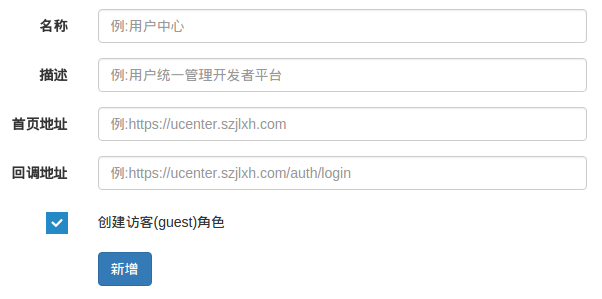 名称
例:用户中心
描述
例:用户统一管理开发者平台
首页地址
例:https://ucenter.szjlxh.com
回调地址
例:https://ucenter.szjlxh.com/auth/login
创建访客(guest)角色
新增